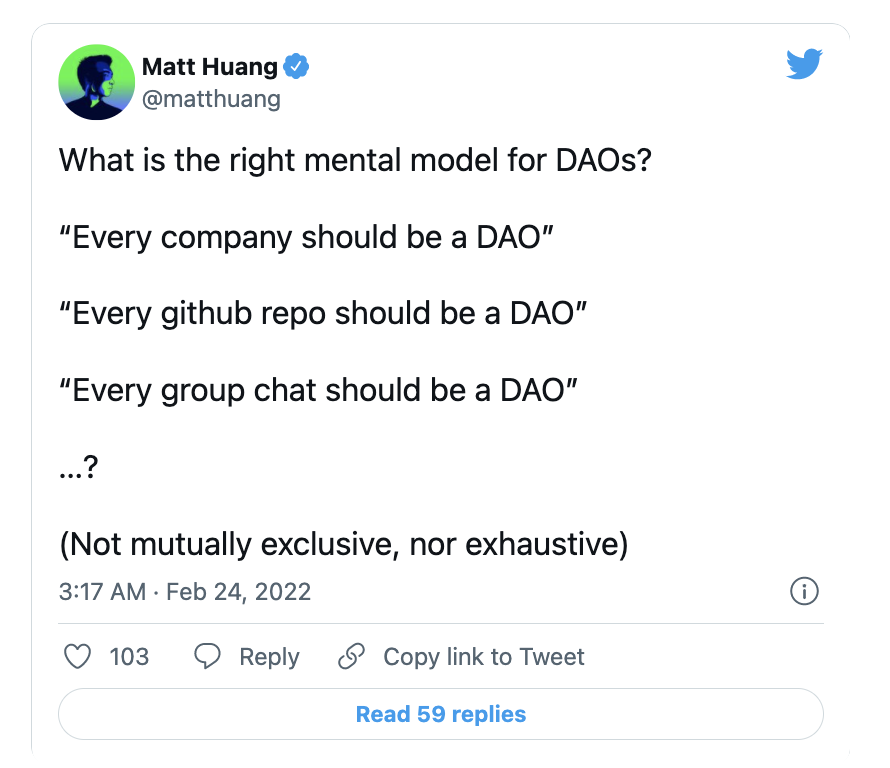 Matt Huang
@matthuang
What is the right mental model for DAOs?
“Every company should be a DAO”
“Every github repo should be a DAO”
“Every group chat should be a DAO”
...?
(Not mutually exclusive, nor exhaustive)
3:17 AM · Feb 24, 2022
103 Reply Copy link to Tweet
Read 59 replies